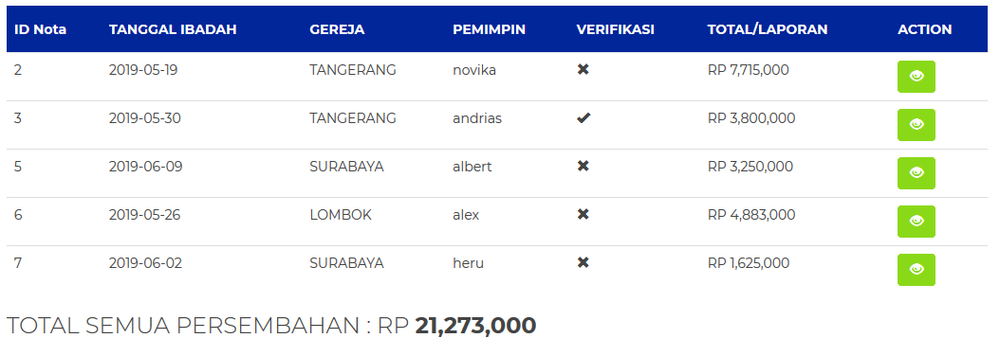 ID Nota TANGGAL IBADAH GEREJA PEMIMPIN VERIFIKASI TOTAL/LAPORAN ACTION
2 2019-05-19 TANGERANG novika ✖ RP 7,715,000
3 2019-05-30 TANGERANG andrias ✔ RP 3,800,000
5 2019-06-09 SURABAYA albert ✖ RP 3,250,000
6 2019-05-26 LOMBOK alex ✖ RP 4,883,000
7 2019-06-02 SURABAYA heru ✖ RP 1,625,000
TOTAL SEMUA PERSEMBAHAN : RP 21,273,000